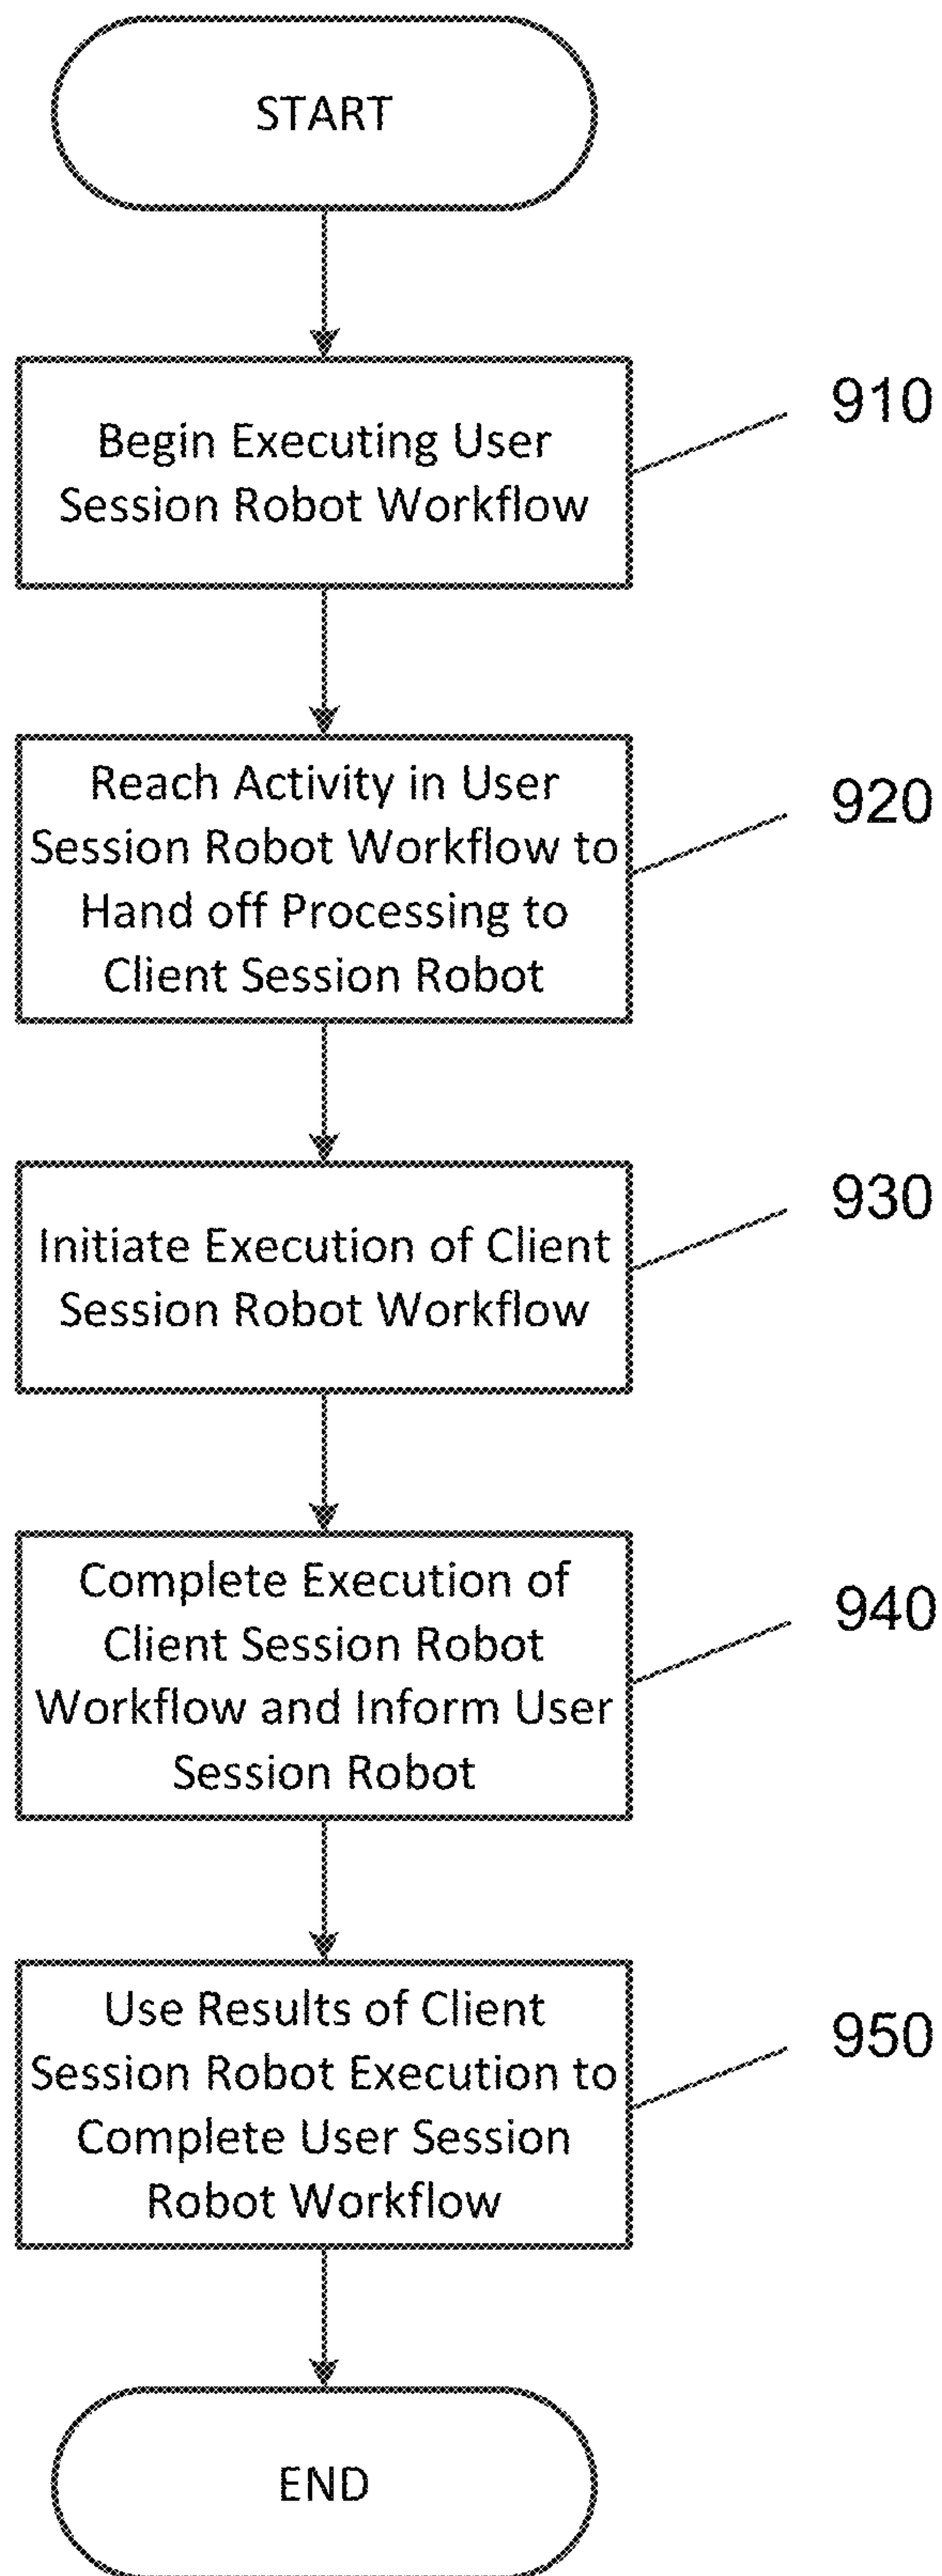 START
Begin Executing User
Session Robot Workflow
910
Reach Activity in User
Session Robot Workflow to
Hand off Processing to
Client Session Robot
920
Initiate Execution of Client
Session Robot Workflow
930
Complete Execution of
Client Session Robot
Workflow and Inform User
Session Robot
940
Use Results of Client
Session Robot Execution to
Complete User Session
Robot Workflow
950
END